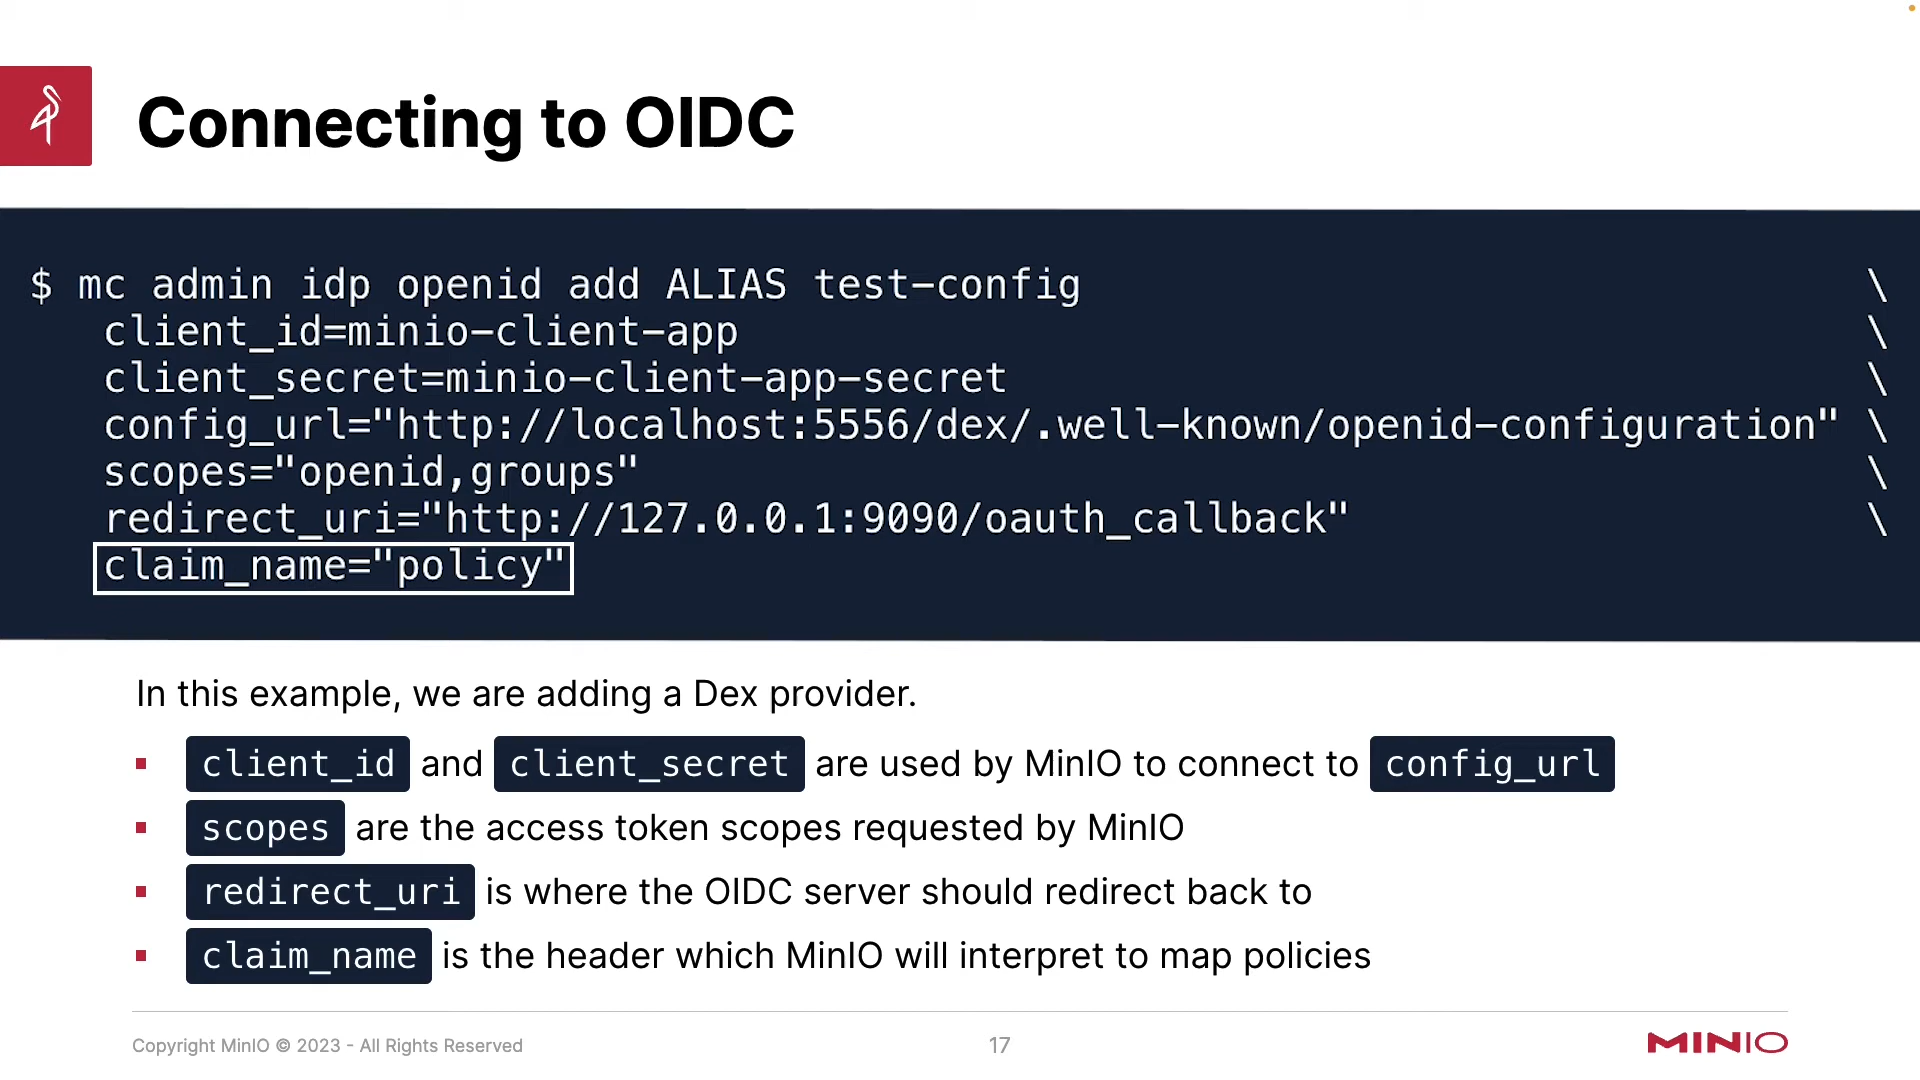 Connecting to OIDC
$ mc admin idp openid add ALIAS test-config \
client_id=minio-client-app \
client_secret=minio-client-app-secret \
config_url="http://localhost:5556/dex/.well-known/openid-configuration" \
scopes="openid,groups" \
redirect_uri="http://127.0.0.1:9090/oauth_callback" \
claim_name="policy"
In this example, we are adding a Dex provider.
▪ client_id and client_secret are used by MinIO to connect to config_url
▪ scopes are the access token scopes requested by MinIO
▪ redirect_uri is where the OIDC server should redirect back to
▪ claim_name is the header which MinIO will interpret to map policies
Copyright MinIO © 2023 - All Rights Reserved 17 MINIO